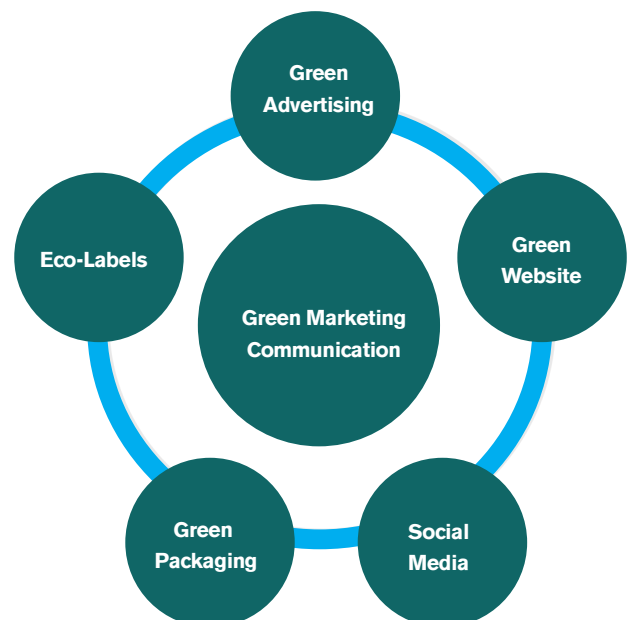 Green
Advertising
Green
Website
Social
Media
Green
Packaging
Eco-Labels
Green Marketing
Communication